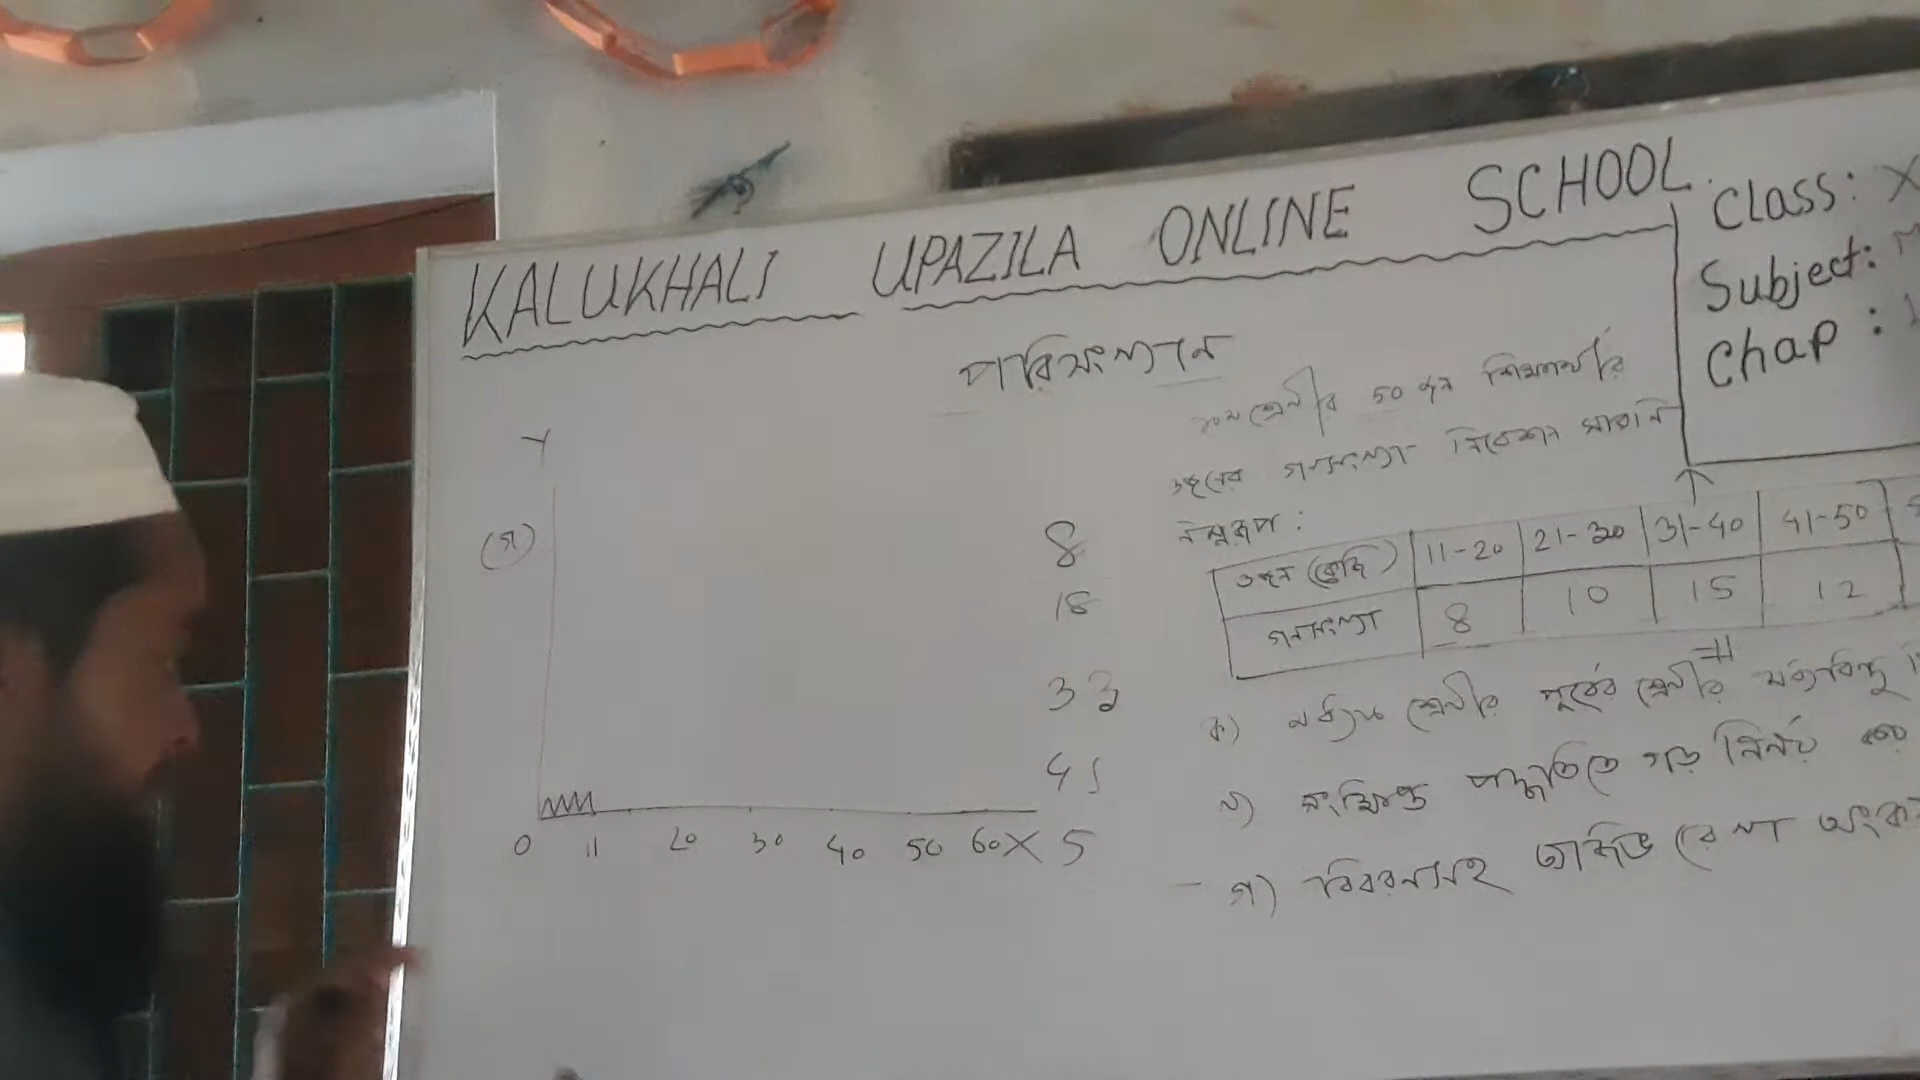 KALUKHALI UPAZILA ONLINE SCHOOL
Class: X
Subject: M
Chap :
পরিসংখ্যান
১০ম শ্রেণীর 50 জন শিক্ষার্থীর
ওজনের গণসংখ্যা নিবেশন সারণি
নিম্নরূপ :
ওজন (কেজি) 11-20 21-30 31-40 41-50
গণসংখ্যা 8 10 15 12
ক) মধ্যক শ্রেণীর পূর্বের শ্রেণীর মধ্যবিন্দু
খ) সংক্ষিপ্ত পদ্ধতিতে গড় নির্ণয়
গ) বিবরণসহ অজিভ রেখা
(গ)
Y
8
18
33
45
0 11 20 30 40 50 60 X 5